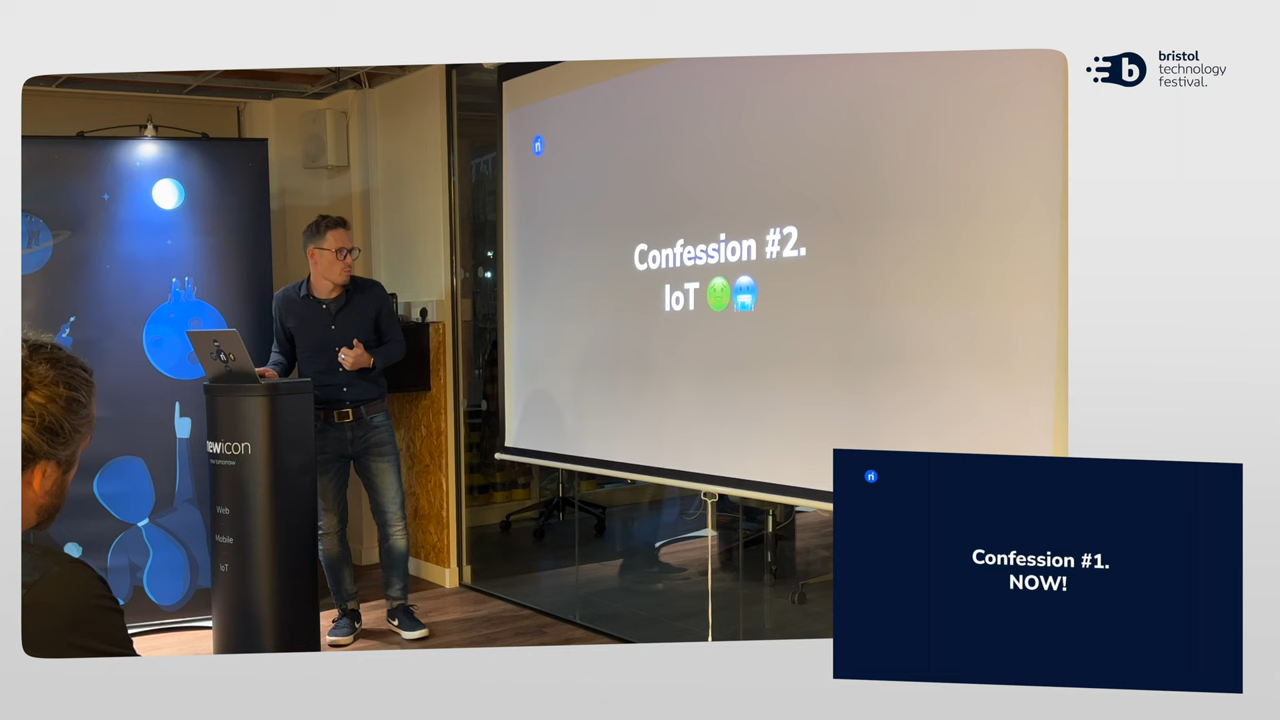 bristol
technology
festival.
b
n
Confession #2.
IoT 🤢🥶
newicon
Web
Mobile
IoT
n
Confession #1.
NOW!